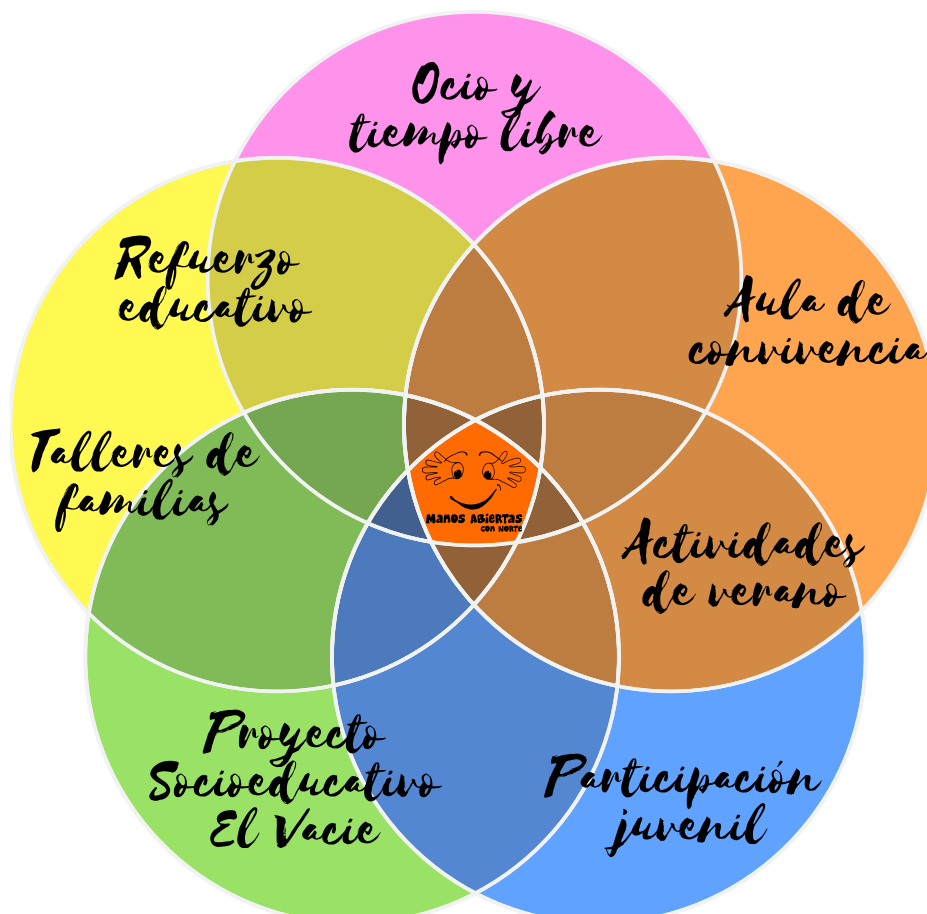 Ocio y
tiempo libre
Refuerzo
educativo
Aula de
convivencia
Talleres de
familias
MANOS ABIERTAS
CON NORTE
Actividades
de verano
Proyecto
Socioeducativo
El Vacie
Participación
juvenil